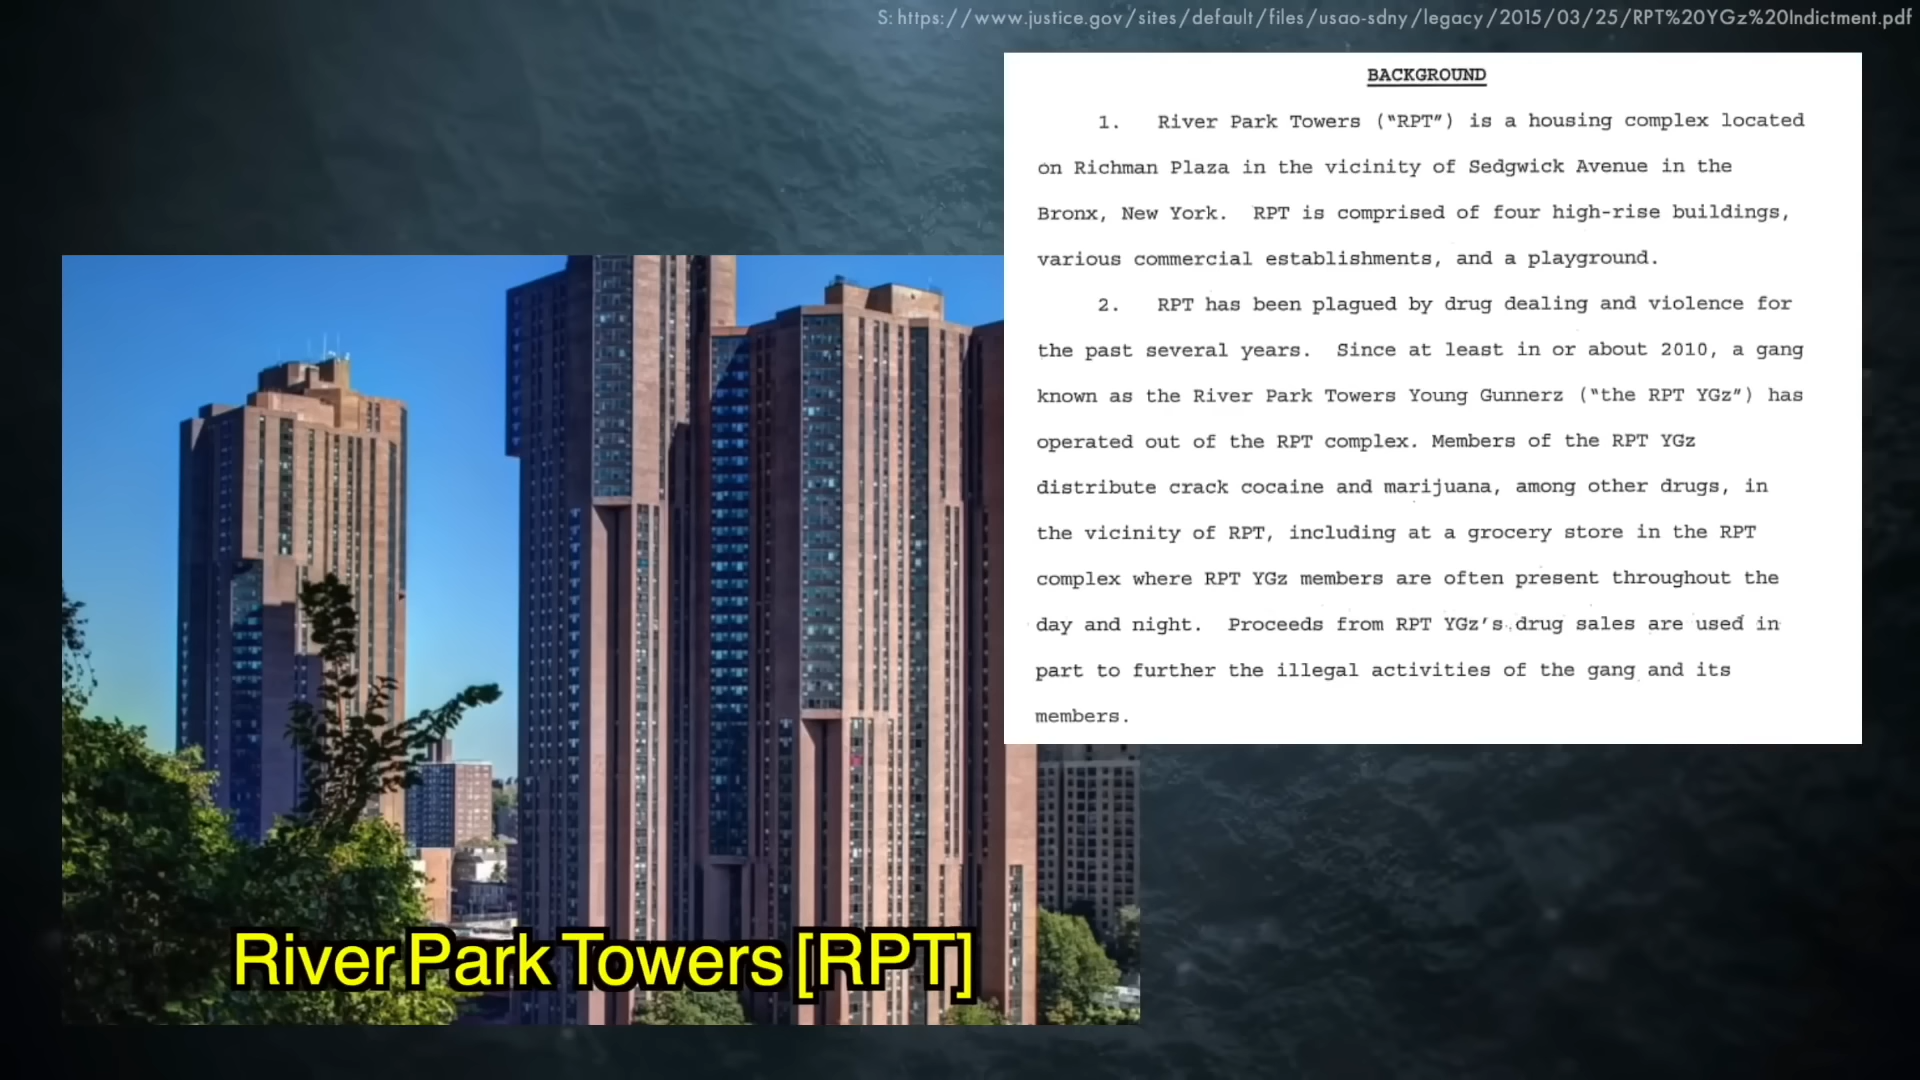 S: https://www.justice.gov/sites/default/files/usao-sdny/legacy/2015/03/25/RPT%20YGz%20Indictment.pdf
BACKGROUND
1. River Park Towers ("RPT") is a housing complex located
on Richman Plaza in the vicinity of Sedgwick Avenue in the
Bronx, New York. RPT is comprised of four high-rise buildings,
various commercial establishments, and a playground.
2. RPT has been plagued by drug dealing and violence for
the past several years. Since at least in or about 2010, a gang
known as the River Park Towers Young Gunnerz ("the RPT YGz") has
operated out of the RPT complex. Members of the RPT YGz
distribute crack cocaine and marijuana, among other drugs, in
the vicinity of RPT, including at a grocery store in the RPT
complex where RPT YGz members are often present throughout the
day and night. Proceeds from RPT YGz's drug sales are used in
part to further the illegal activities of the gang and its
members.
River Park Towers [RPT]